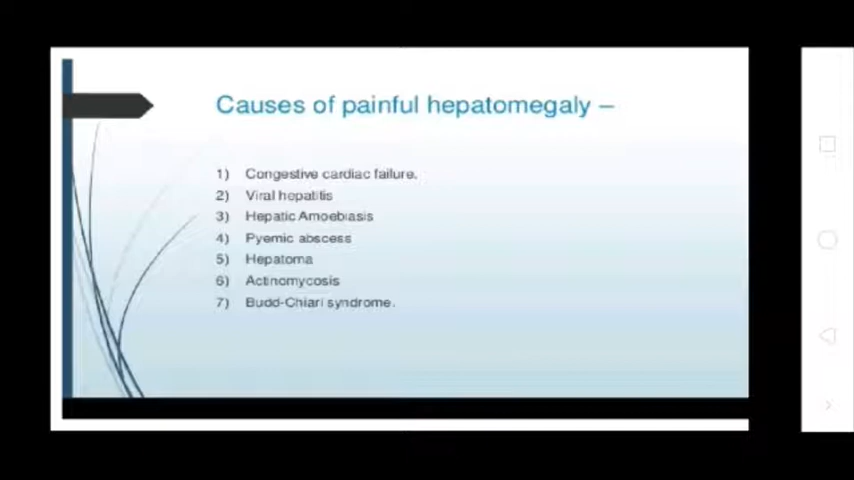 Causes of painful hepatomegaly –
1) Congestive cardiac failure.
2) Viral hepatitis
3) Hepatic Amoebiasis
4) Pyemic abscess
5) Hepatoma
6) Actinomycosis
7) Budd-Chiari syndrome.